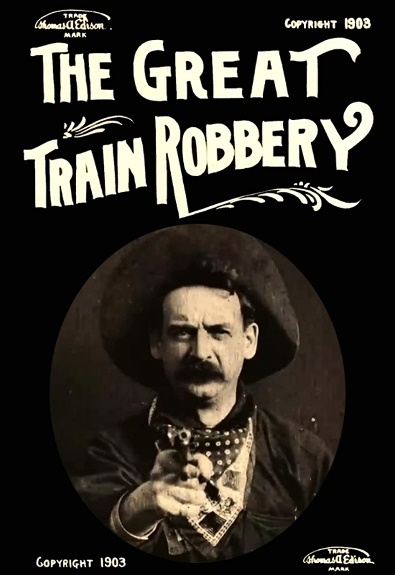 TRADE
Thomas A Edison
MARK
COPYRIGHT 1903
THE GREAT
TRAIN ROBBERY
COPYRIGHT 1903
TRADE
Thomas A Edison
MARK